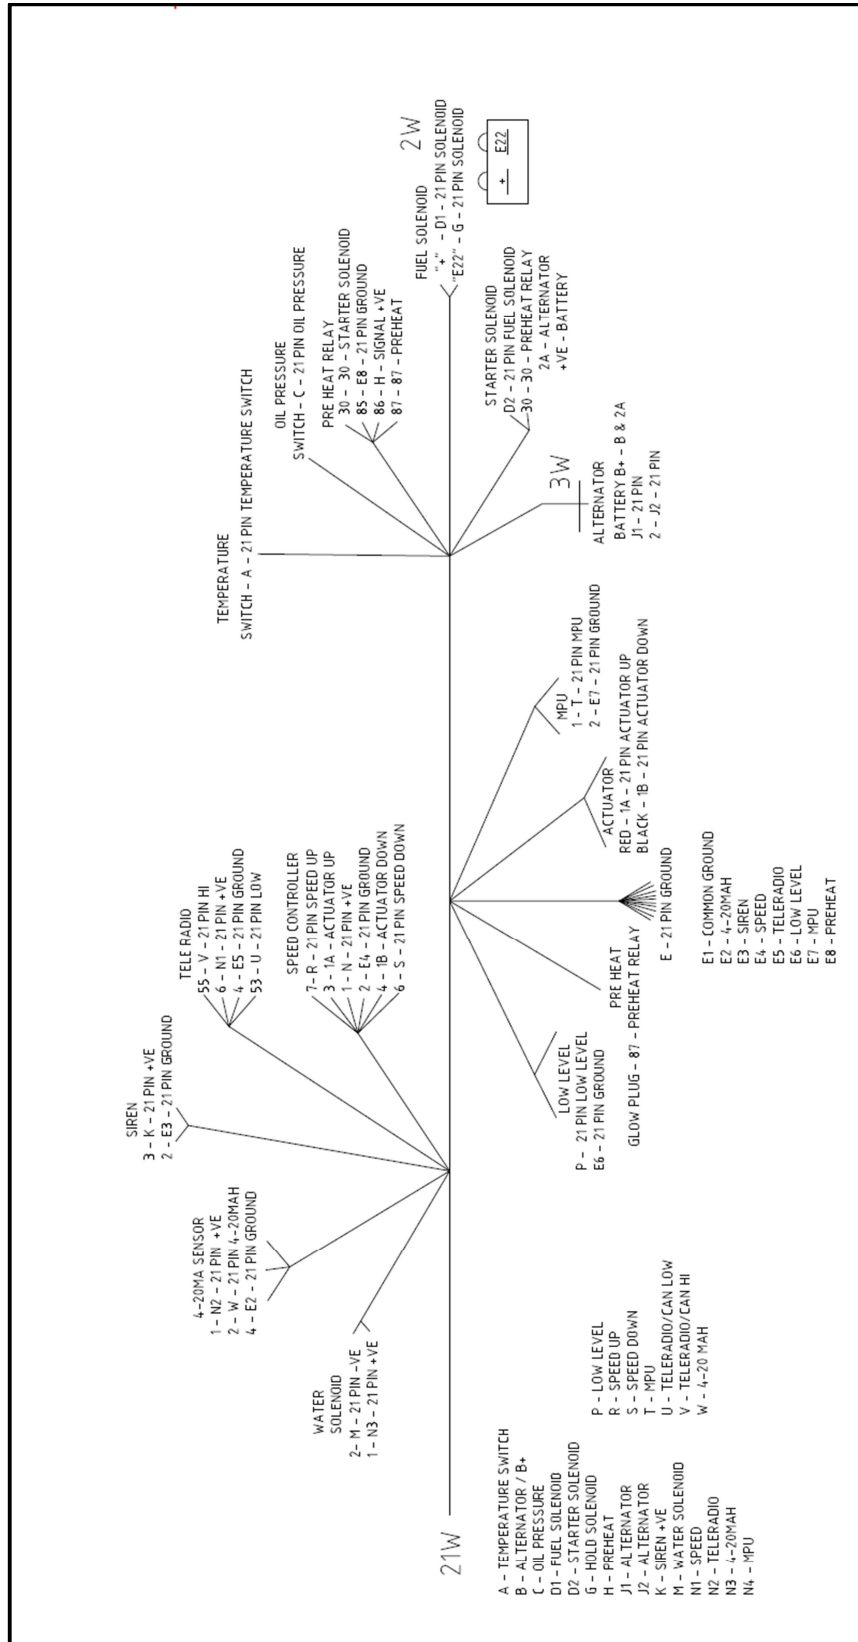 21W
WATER
SOLENOID
2- M - 21 PIN -VE
1 - N3 - 21 PIN +VE
4-20MA SENSOR
1 - N2 - 21 PIN +VE
2 - W - 21 PIN 4-20MAH
4 - E2 - 21 PIN GROUND
SIREN
3 - K - 21 PIN +VE
2 - E3 - 21 PIN GROUND
TELE RADIO
55 - V - 21 PIN HI
6 - N1 - 21 PIN +VE
4 - E5 - 21 PIN GROUND
53 - U - 21 PIN LOW
SPEED CONTROLLER
7- R - 21 PIN SPEED UP
3 - 1A - ACTUATOR UP
1 - N - 21 PIN +VE
2 - E4 - 21 PIN GROUND
4 - 1B - ACTUATOR DOWN
6 - S - 21 PIN SPEED DOWN
TEMPERATURE
SWITCH - A - 21 PIN TEMPERATURE SWITCH
OIL PRESSURE
SWITCH - C - 21 PIN OIL PRESSURE
PRE HEAT RELAY
30 - 30 - STARTER SOLENOID
85 - E8 - 21 PIN GROUND
86 - H - SIGNAL +VE
87 - 87 - PREHEAT
2W
FUEL SOLENOID
"+" - D1 - 21 PIN SOLENOID
"E22" - G - 21 PIN SOLENOID
+ E22
STARTER SOLENOID
D2 - 21 PIN FUEL SOLENOID
30 - 30 - PREHEAT RELAY
2A - ALTERNATOR
+VE - BATTERY
3W
ALTERNATOR
BATTERY B+ - B & 2A
J1 - 21 PIN
2 - J2 - 21 PIN
LOW LEVEL
P - 21 PIN LOW LEVEL
E6 - 21 PIN GROUND
PRE HEAT
GLOW PLUG - 87 - PREHEAT RELAY
E - 21 PIN GROUND
E1 - COMMON GROUND
E2 - 4-20MAH
E3 - SIREN
E4 - SPEED
E5 - TELERADIO
E6 - LOW LEVEL
E7 - MPU
E8 - PREHEAT
ACTUATOR
RED - 1A - 21 PIN ACTUATOR UP
BLACK - 1B - 21 PIN ACTUATOR DOWN
MPU
1 - T - 21 PIN MPU
2 - E7 - 21 PIN GROUND
A - TEMPERATURE SWITCH
B - ALTERNATOR / B+
C - OIL PRESSURE
D1 - FUEL SOLENOID
D2 - STARTER SOLENOID
G - HOLD SOLENOID
H - PREHEAT
J1 - ALTERNATOR
J2 - ALTERNATOR
K - SIREN +VE
M - WATER SOLENOID
N1 - SPEED
N2 - TELERADIO
N3 - 4-20MAH
N4 - MPU
P - LOW LEVEL
R - SPEED UP
S - SPEED DOWN
T - MPU
U - TELERADIO/CAN LOW
V - TELERADIO/CAN HI
W - 4-20 MAH